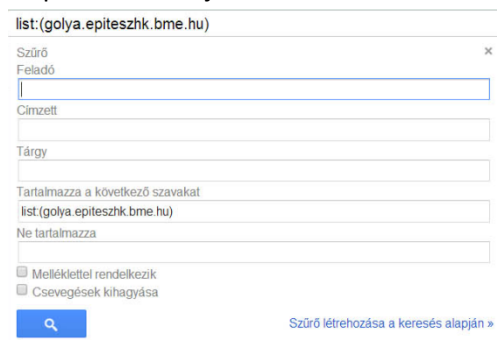 list:(golya.epiteszhk.bme.hu)
Szűrő
Feladó
Címzett
Tárgy
Tartalmazza a következő szavakat
list:(golya.epiteszhk.bme.hu)
Ne tartalmazza
Melléklettel rendelkezik
Csevegések kihagyása
Szűrő létrehozása a keresés alapján »